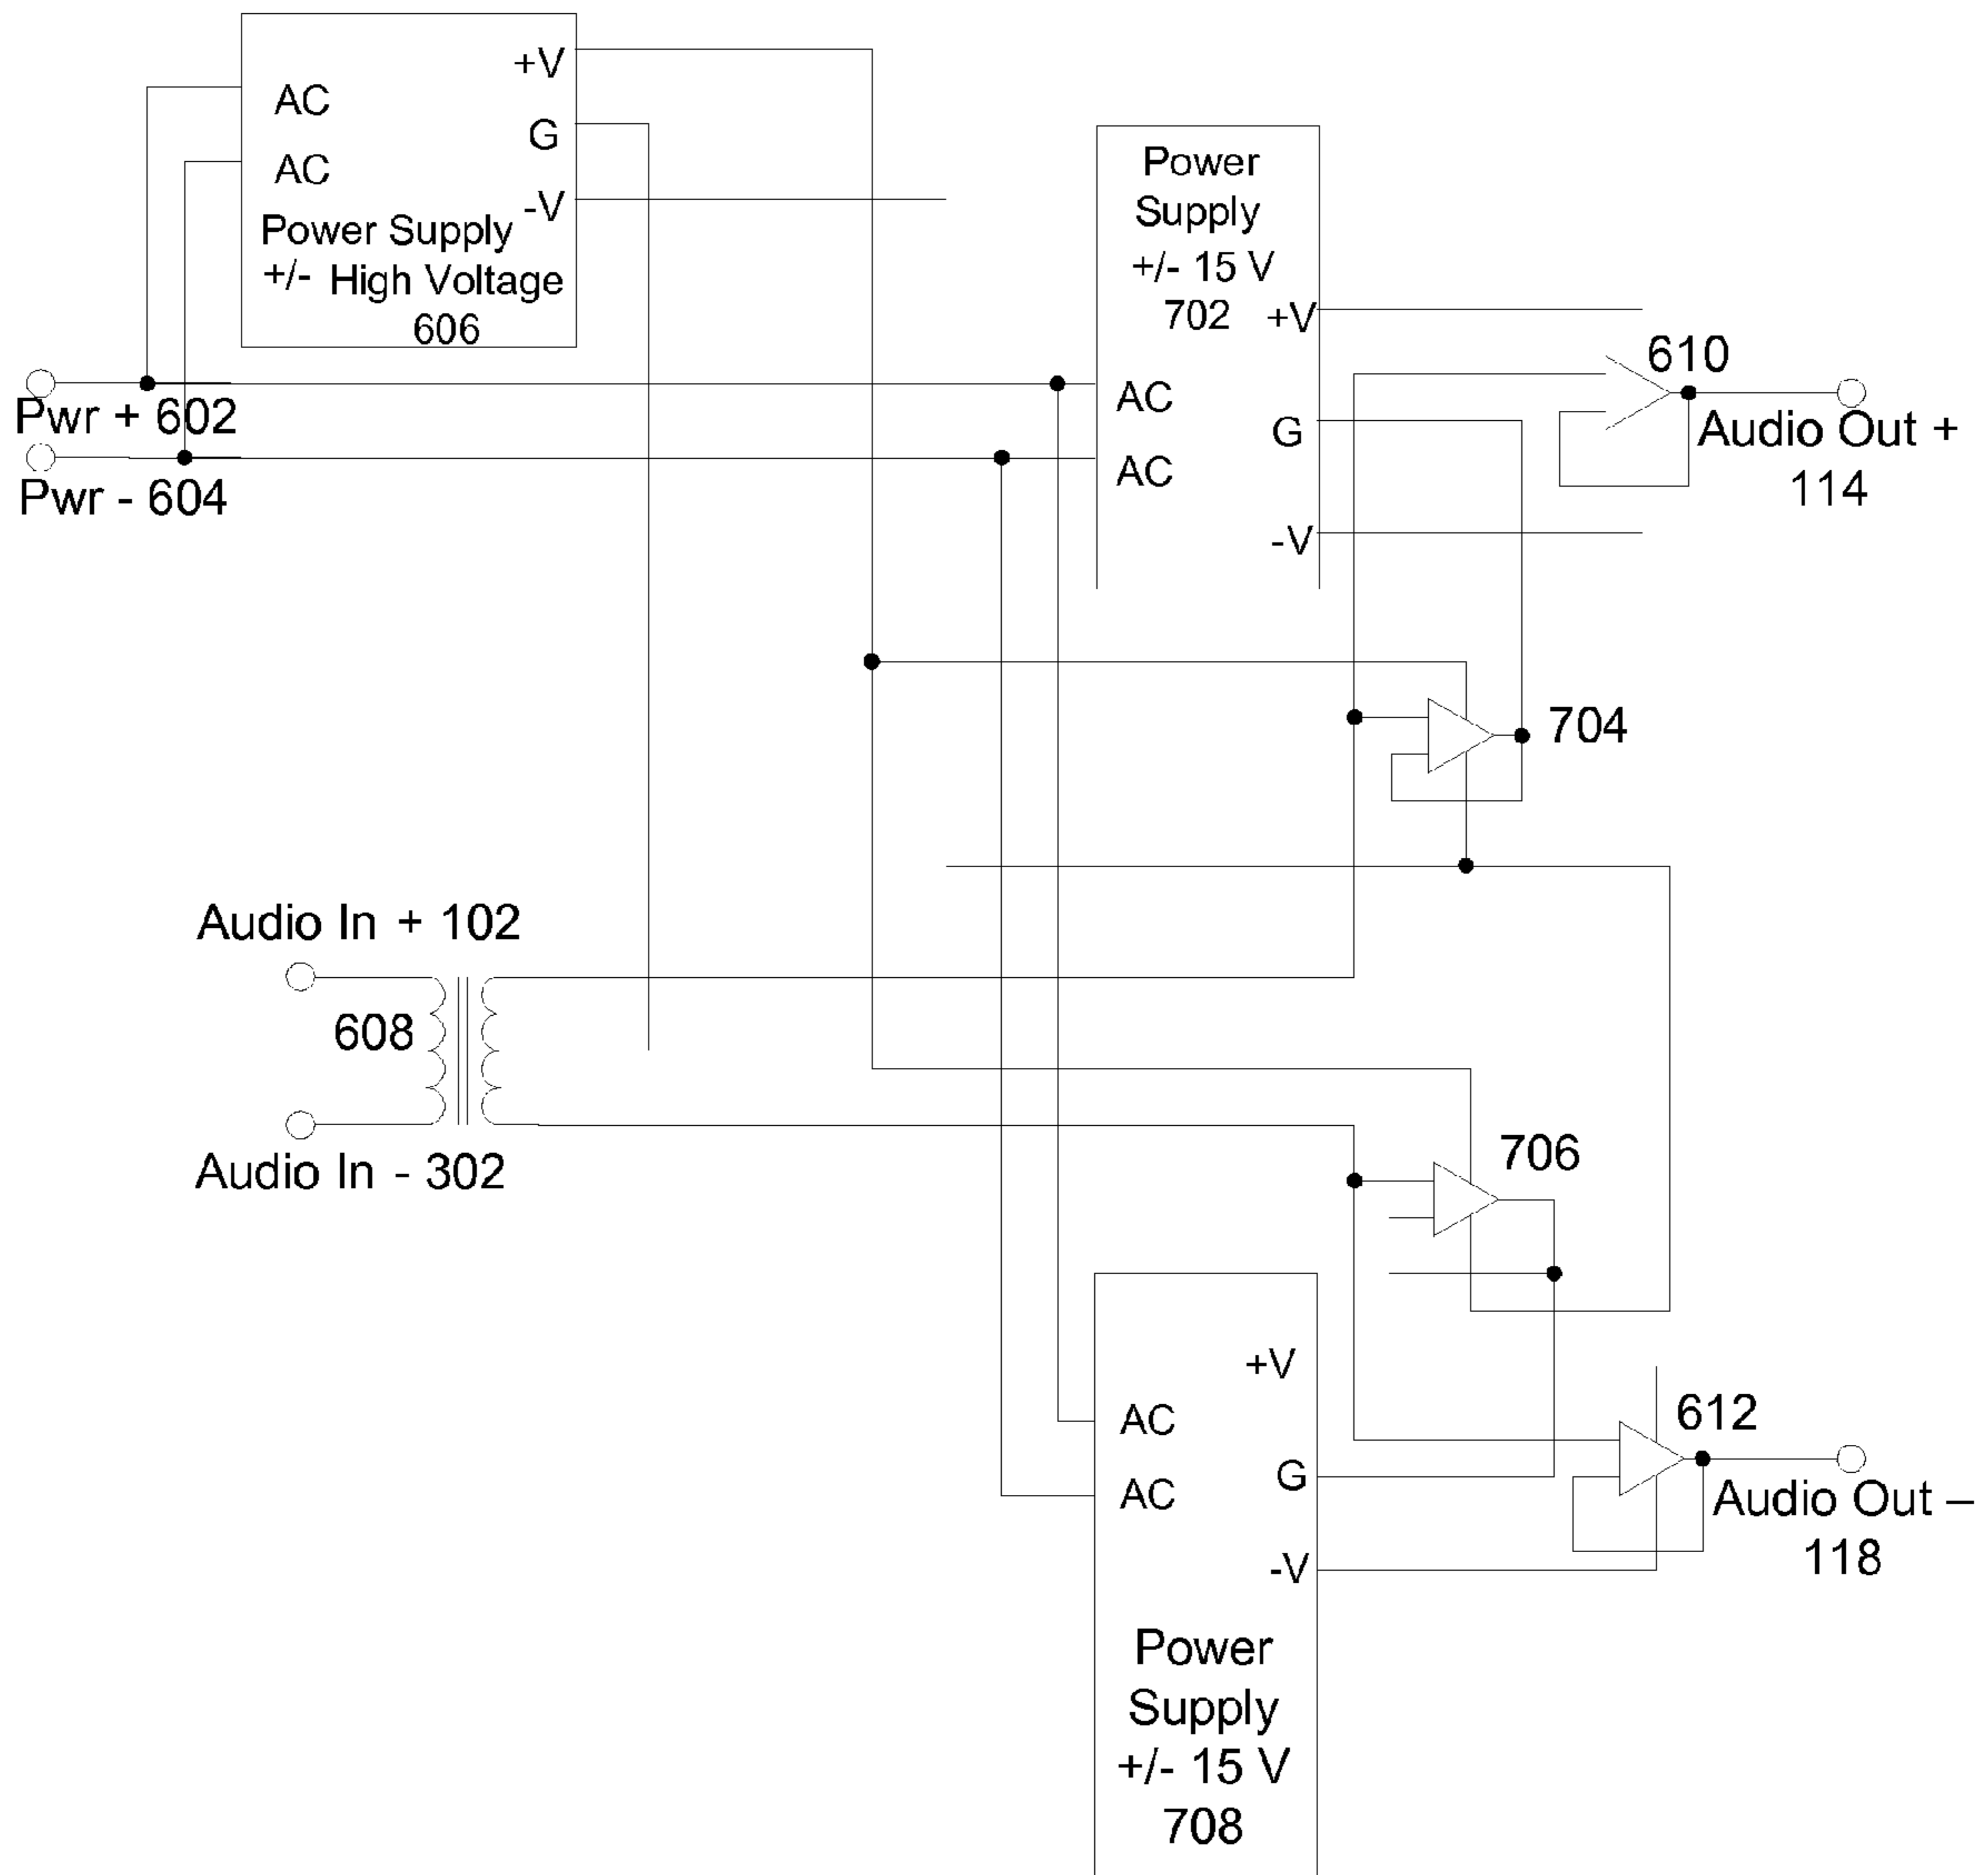 +V
AC
G
AC
-V
Power Supply
+/- High Voltage
606
Power
Supply
+/- 15 V
702
+V
AC
G
AC
-V
610
Pwr + 602
Audio Out +
114
Pwr - 604
704
Audio In + 102
608
Audio In - 302
706
+V
AC
G
AC
-V
612
Audio Out –
118
Power
Supply
+/- 15 V
708